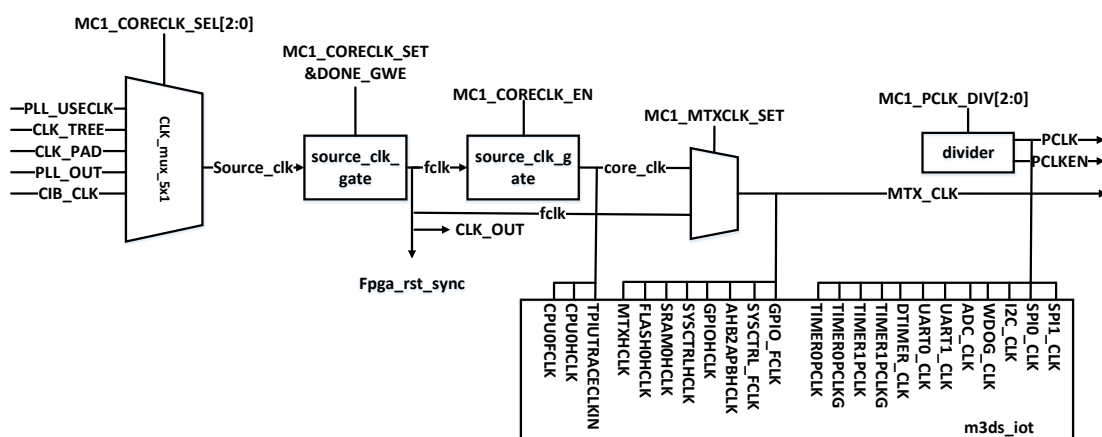 MC1_CORECLK_SEL[2:0]
MC1_CORECLK_SET
&DONE_GWE
MC1_CORECLK_EN
MC1_MTXCLK_SET
MC1_PCLK_DIV[2:0]
PLL_USECLK
CLK_TREE
CLK_PAD
PLL_OUT
CIB_CLK
CLK_mux_5x1
Source_clk
source_clk_
gate
fclk
source_clk_g
ate
core_clk
divider
PCLK
PCLKEN
MTX_CLK
fclk
CLK_OUT
Fpga_rst_sync
CPU0FCLK
CPU0HCLK
TPIUTRACECLKIN
MTXHCLK
FLASH0HCLK
SRAM0HCLK
SYSCTRLHCLK
GPIOHCLK
AHB2APBHCLK
SYSCTRL_FCLK
GPIO_FCLK
TIMER0PCLK
TIMER0PCLKG
TIMER1PCLK
TIMER1PCLKG
DTIMER_CLK
UART0_CLK
UART1_CLK
ADC_CLK
WDOG_CLK
I2C_CLK
SPI0_CLK
SPI1_CLK
m3ds_iot